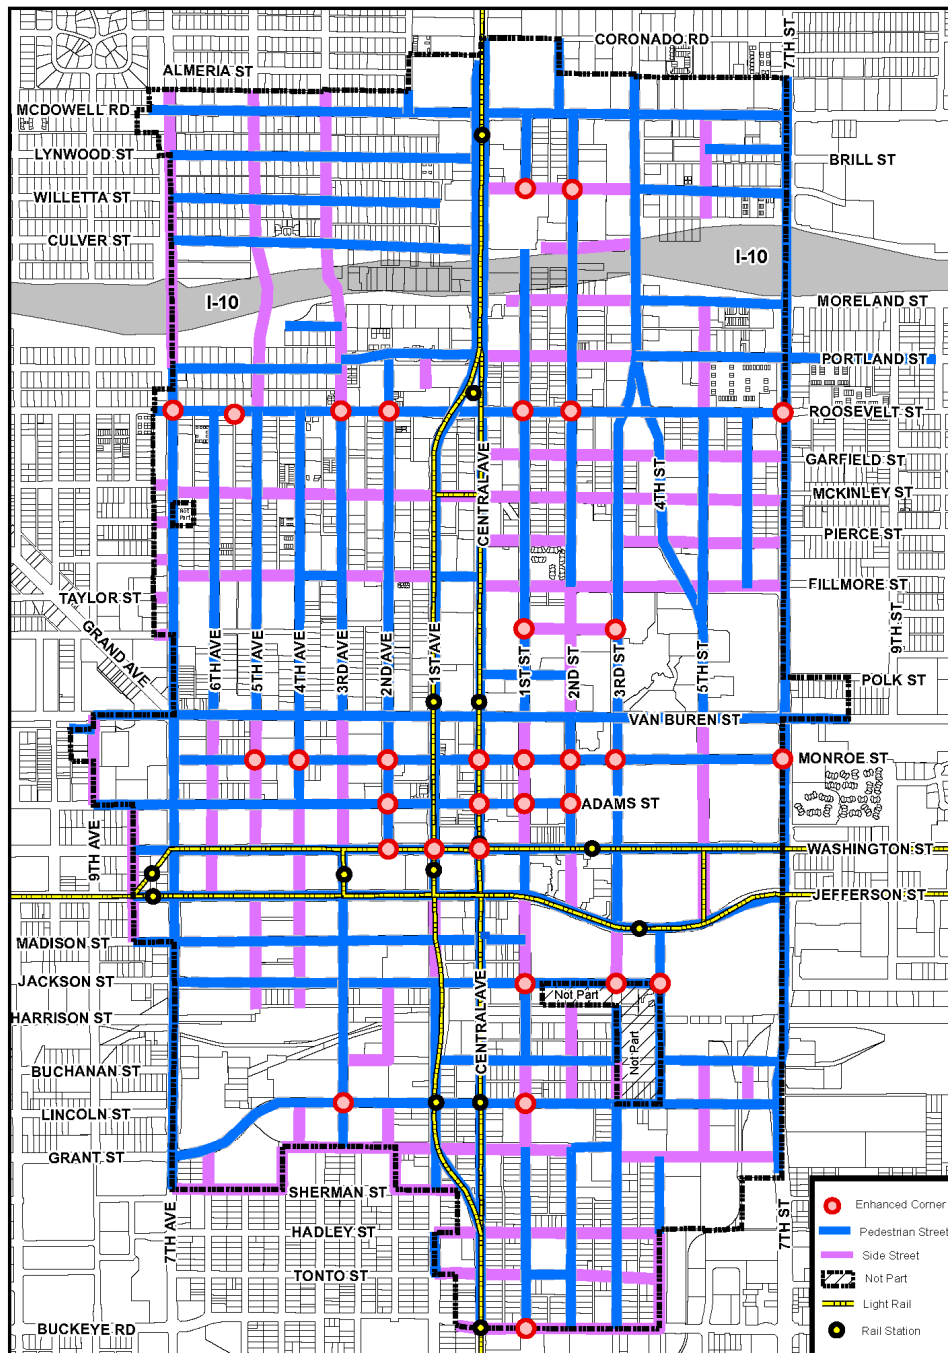 CORONADO RD
7TH ST
ALMERIA ST
MCDOWELL RD
LYNWOOD ST
BRILL ST
WILLETTA ST
CULVER ST
I-10
I-10
MORELAND ST
PORTLAND ST
ROOSEVELT ST
CENTRAL AVE
4TH ST
GARFIELD ST
MCKINLEY ST
Not
Part
PIERCE ST
FILLMORE ST
TAYLOR ST
GRAND AVE
9TH ST
6TH AVE
5TH AVE
4TH AVE
3RD AVE
2ND AVE
1ST AVE
1ST ST
2ND ST
3RD ST
5TH ST
POLK ST
VAN BUREN ST
MONROE ST
ADAMS ST
9TH AVE
WASHINGTON ST
JEFFERSON ST
MADISON ST
JACKSON ST
CENTRAL AVE
Not Part
HARRISON ST
Not Part
BUCHANAN ST
LINCOLN ST
GRANT ST
SHERMAN ST
7TH AVE
7TH ST
HADLEY ST
TONTO ST
BUCKEYE RD
Enhanced Corner
Pedestrian Street
Side Street
Not Part
Light Rail
Rail Station